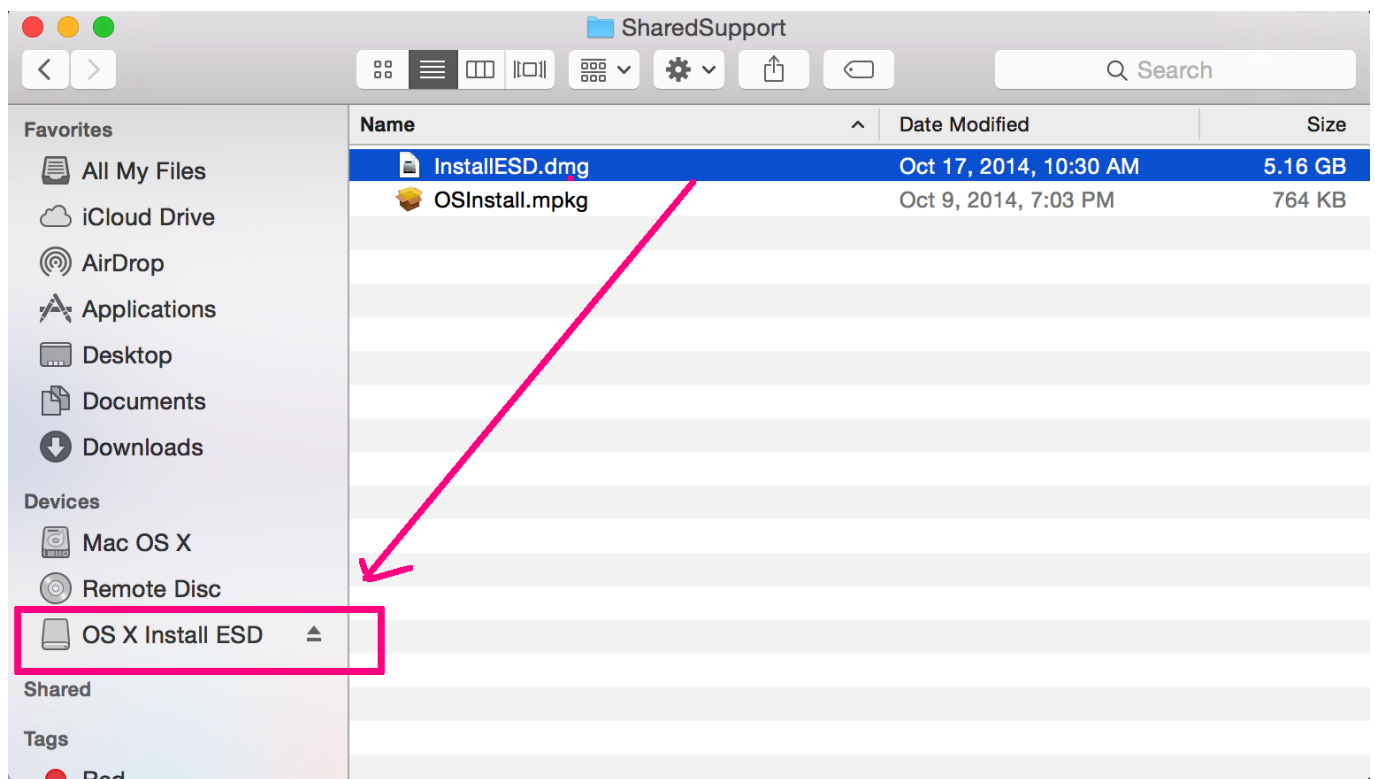 SharedSupport
Search
Favorites
All My Files
iCloud Drive
AirDrop
Applications
Desktop
Documents
Downloads
Devices
Mac OS X
Remote Disc
OS X Install ESD
Shared
Tags
Red
Name Date Modified Size
InstallESD.dmg Oct 17, 2014, 10:30 AM 5.16 GB
OSInstall.mpkg Oct 9, 2014, 7:03 PM 764 KB